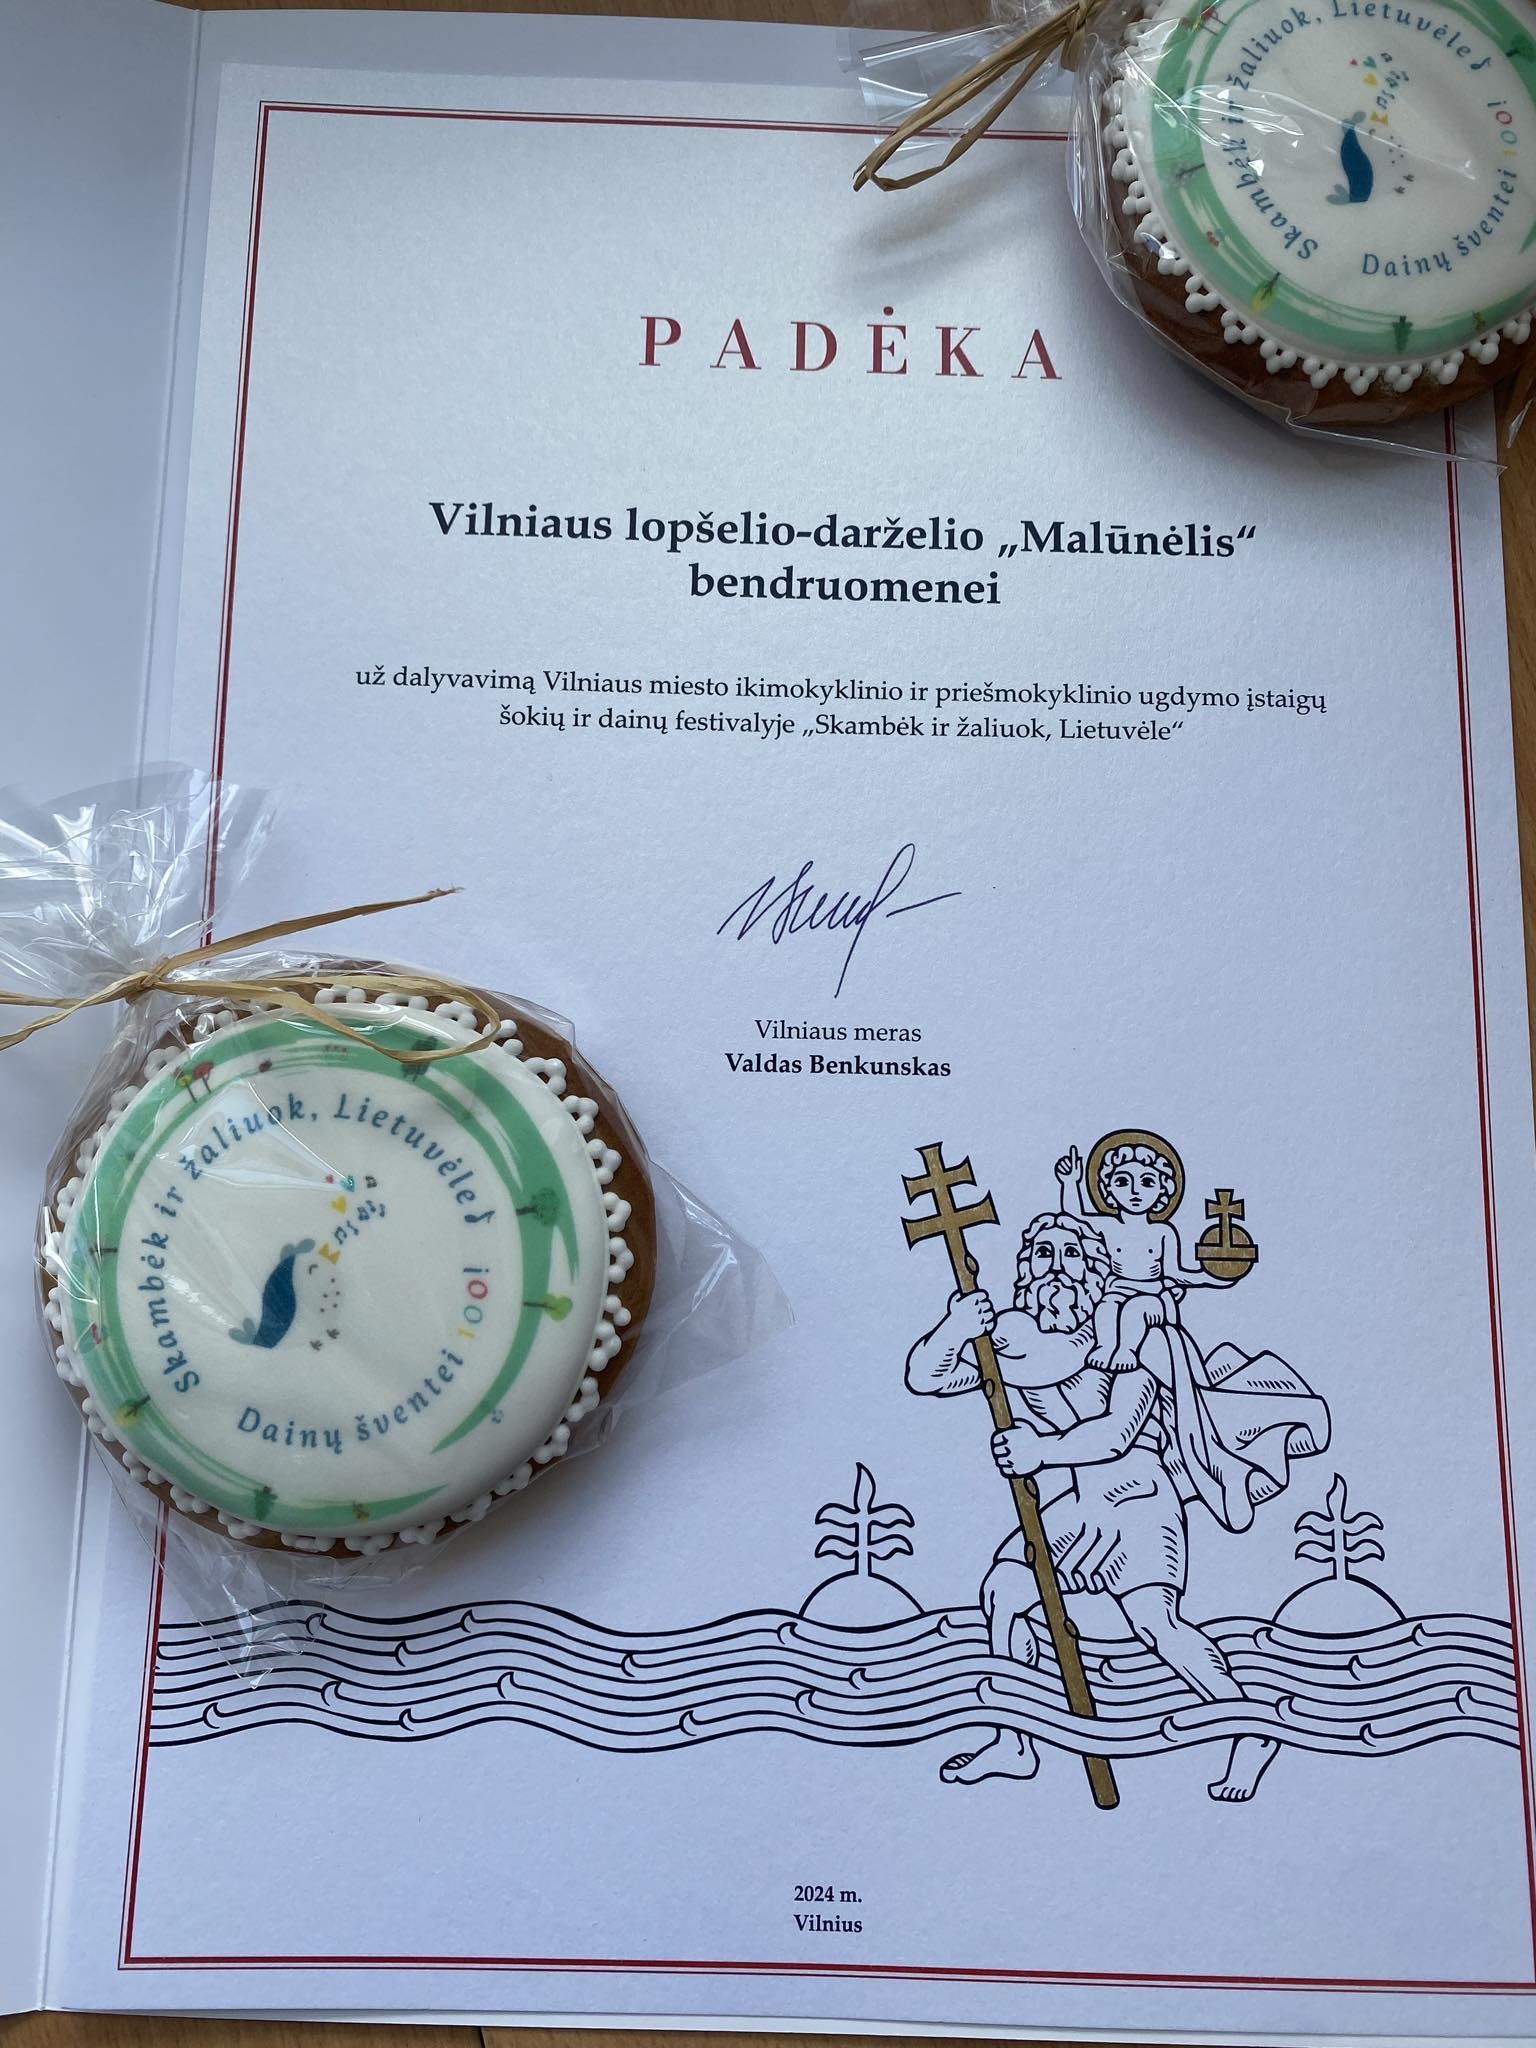 PADĖKA
Vilniaus lopšelio-darželio „Malūnėlis“
bendruomenei
už dalyvavimą Vilniaus miesto ikimokyklinio ir priešmokyklinio ugdymo įstaigų
šokių ir dainų festivalyje „Skambėk ir žaliuok, Lietuvėle“
Vilniaus meras
Valdas Benkunskas
2024 m.
Vilnius
Skambėk ir žaliuok, Lietuvėle
Dainų šventei 100!
Skambėk ir žaliuok, Lietuvėle
Dainų šventei 100!